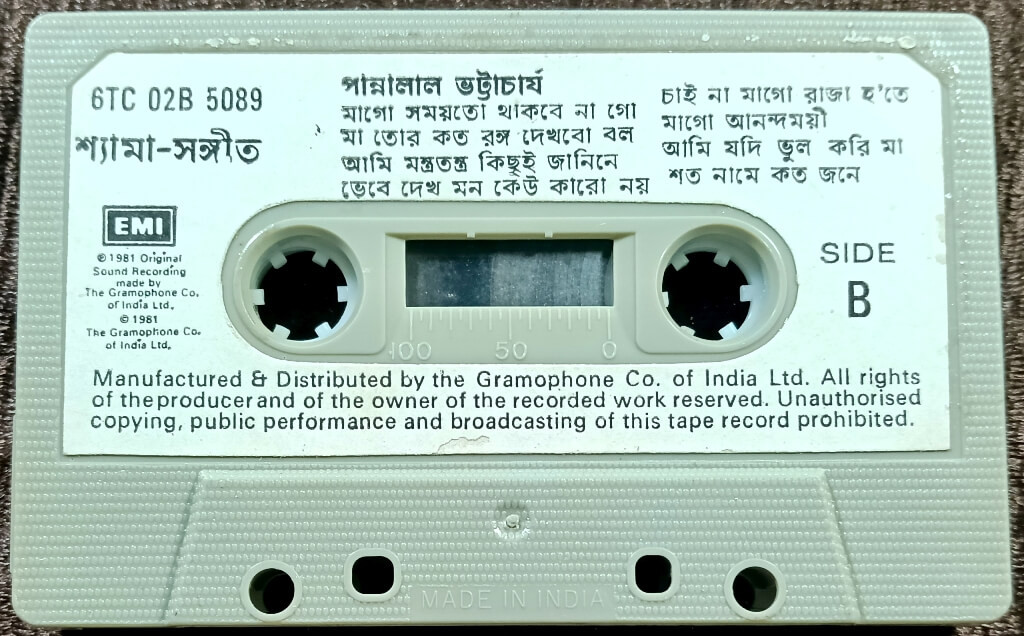 6TC 02B 5089
শ্যামা-সঙ্গীত
পান্নালাল ভট্টাচার্য
মাগো সময়তো থাকবে না গো
মা তোর কত রঙ্গ দেখবো বল
আমি মন্ত্রতন্ত্র কিছুই জানিনে
ভেবে দেখ মন কেউ কারো নয়
চাই না মাগো রাজা হ'তে
মাগো আনন্দময়ী
আমি যদি ভুল করি মা
শত নামে কত জনে
EMI
℗ 1981 Original
Sound Recording
made by
The Gramophone Co.
of India Ltd.
© 1981
The Gramophone Co.
of India Ltd.
SIDE
B
100 50 0
Manufactured & Distributed by the Gramophone Co. of India Ltd. All rights
of the producer and of the owner of the recorded work reserved. Unauthorised
copying, public performance and broadcasting of this tape record prohibited.
MADE IN INDIA